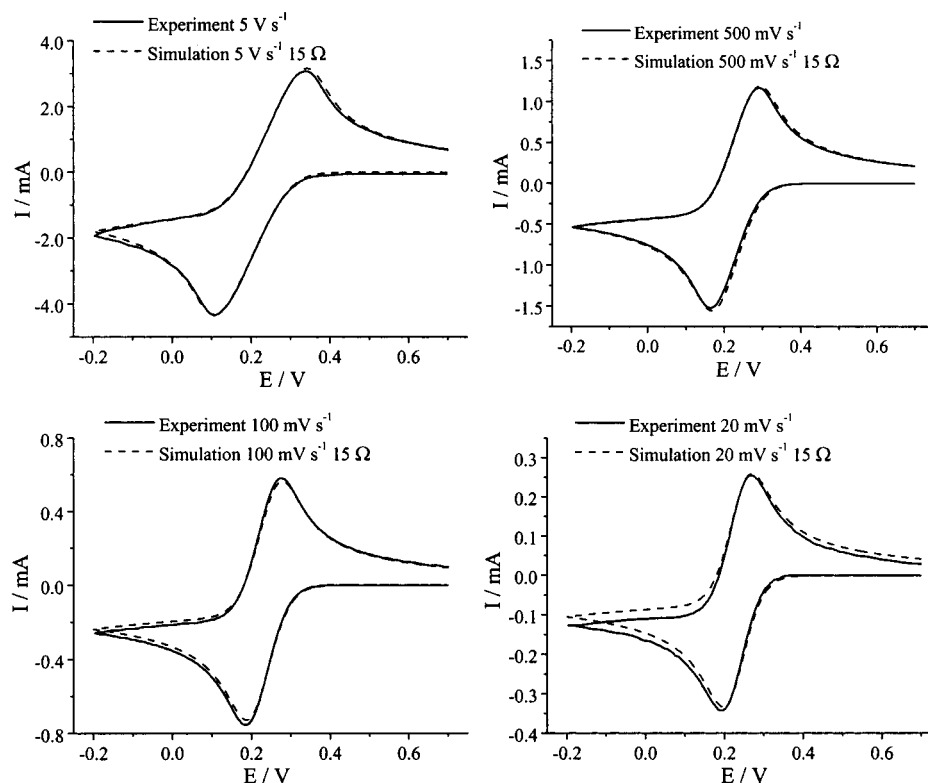 Experiment 5 V s⁻¹
Simulation 5 V s⁻¹ 15 Ω
I / mA
4.0
2.0
0.0
-2.0
-4.0
-0.2 0.0 0.2 0.4 0.6
E / V
Experiment 500 mV s⁻¹
Simulation 500 mV s⁻¹ 15 Ω
I / mA
1.5
1.0
0.5
0.0
-0.5
-1.0
-1.5
-0.2 0.0 0.2 0.4 0.6
E / V
Experiment 100 mV s⁻¹
Simulation 100 mV s⁻¹ 15 Ω
I / mA
0.8
0.4
0.0
-0.4
-0.8
-0.2 0.0 0.2 0.4 0.6
E / V
Experiment 20 mV s⁻¹
Simulation 20 mV s⁻¹ 15 Ω
I / mA
0.3
0.2
0.1
0.0
-0.1
-0.2
-0.3
-0.4
-0.2 0.0 0.2 0.4 0.6
E / V